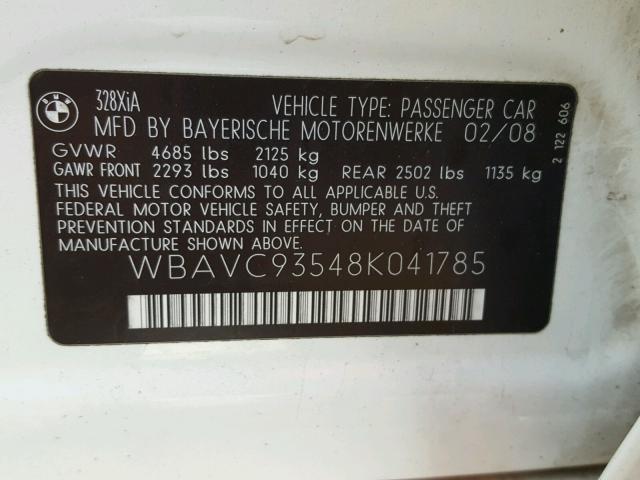 BMW
328XiA
VEHICLE TYPE: PASSENGER CAR
MFD BY BAYERISCHE MOTORENWERKE 02/08
GVWR 4685 lbs 2125 kg
GAWR FRONT 2293 lbs 1040 kg REAR 2502 lbs 1135 kg
THIS VEHICLE CONFORMS TO ALL APPLICABLE U.S.
FEDERAL MOTOR VEHICLE SAFETY, BUMPER AND THEFT
PREVENTION STANDARDS IN EFFECT ON THE DATE OF
MANUFACTURE SHOWN ABOVE.
WBAVC93548K041785
2 122 606